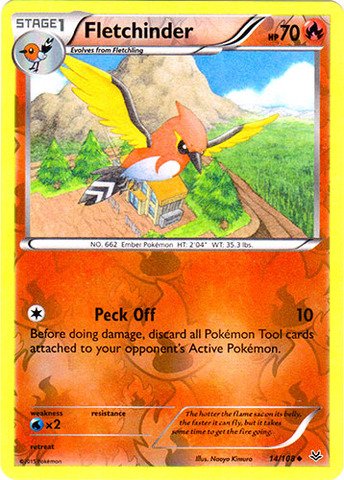 STAGE1
Fletchinder
HP70
Evolves from Fletchling
NO. 662 Ember Pokémon HT: 2'04" WT: 35.3 lbs.
Peck Off 10
Before doing damage, discard all Pokémon Tool cards
attached to your opponent's Active Pokémon.
weakness resistance
×2
retreat
The hotter the flame sac on its belly,
the faster it can fly, but it takes
some time to get the fire going.
©2015 Pokémon
Illus. Naoyo Kimura
14/108